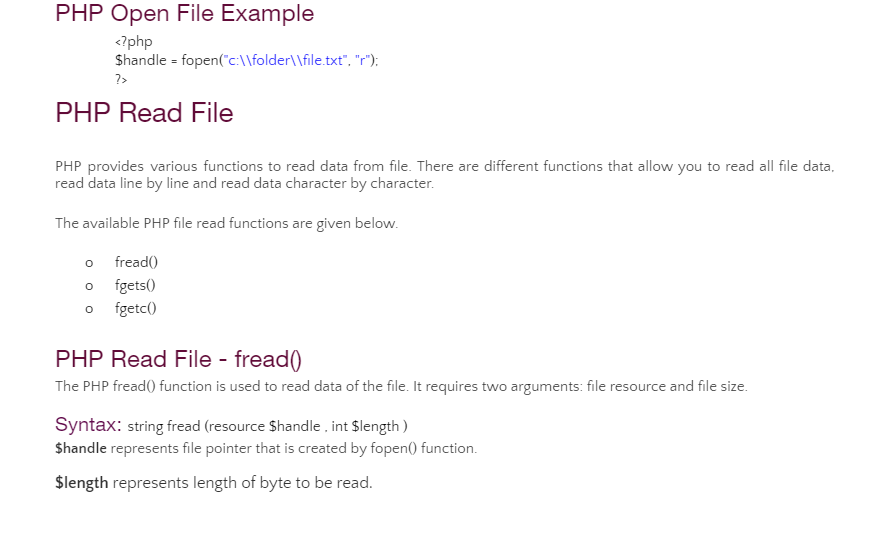 PHP Open File Example
<?php
$handle = fopen("c:\\folder\\file.txt", "r");
?>
PHP Read File
PHP provides various functions to read data from file. There are different functions that allow you to read all file data,
read data line by line and read data character by character.
The available PHP file read functions are given below.
o fread()
o fgets()
o fgetc()
PHP Read File - fread()
The PHP fread() function is used to read data of the file. It requires two arguments: file resource and file size.
Syntax: string fread (resource $handle , int $length )
$handle represents file pointer that is created by fopen() function.
$length represents length of byte to be read.